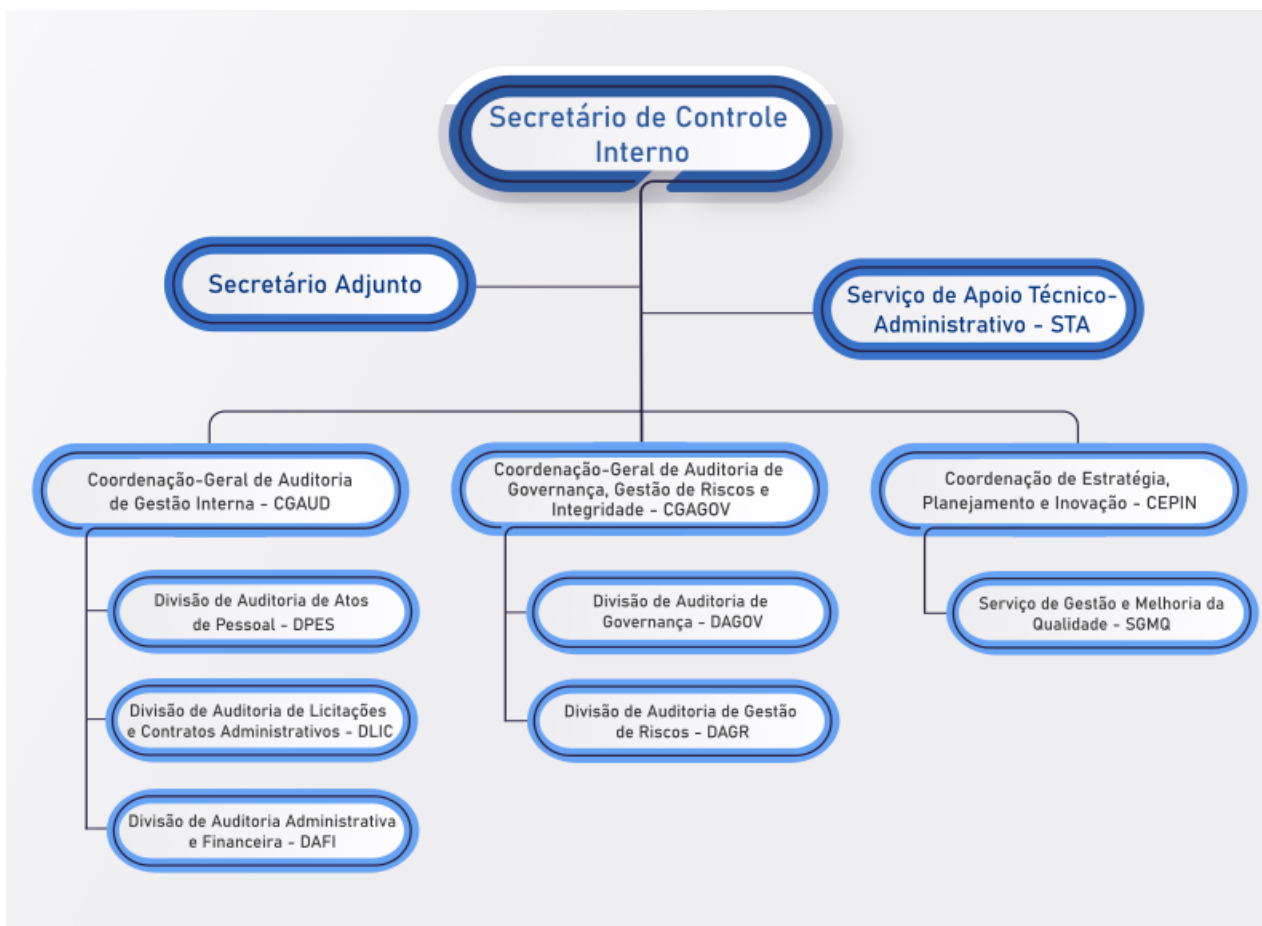 Secretário de Controle
Interno
Secretário Adjunto
Serviço de Apoio Técnico-
Administrativo - STA
Coordenação-Geral de Auditoria
de Gestão Interna - CGAUD
Divisão de Auditoria de Atos
de Pessoal - DPES
Divisão de Auditoria de Licitações
e Contratos Administrativos - DLIC
Divisão de Auditoria Administrativa
e Financeira - DAFI
Coordenação-Geral de Auditoria de
Governança, Gestão de Riscos e
Integridade - CGAGOV
Divisão de Auditoria de
Governança - DAGOV
Divisão de Auditoria de Gestão
de Riscos - DAGR
Coordenação de Estratégia,
Planejamento e Inovação - CEPIN
Serviço de Gestão e Melhoria da
Qualidade - SGMQ